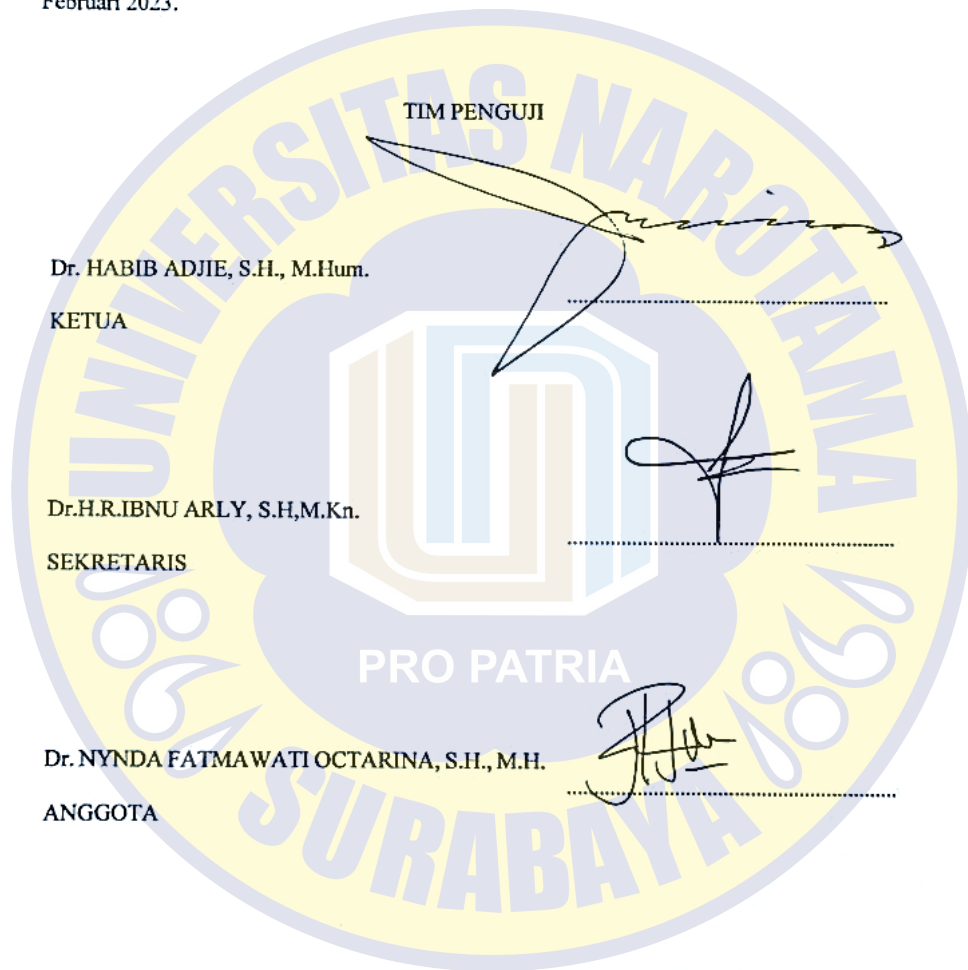 Februari 2023.
TIM PENGUJI
Dr. HABIB ADJIE, S.H., M.Hum.
KETUA
Dr.H.R.IBNU ARLY, S.H,M.Kn.
SEKRETARIS
Dr. NYNDA FATMAWATI OCTARINA, S.H., M.H.
ANGGOTA
UNIVERSITAS NAROTAMA
PRO PATRIA
SURABAYA